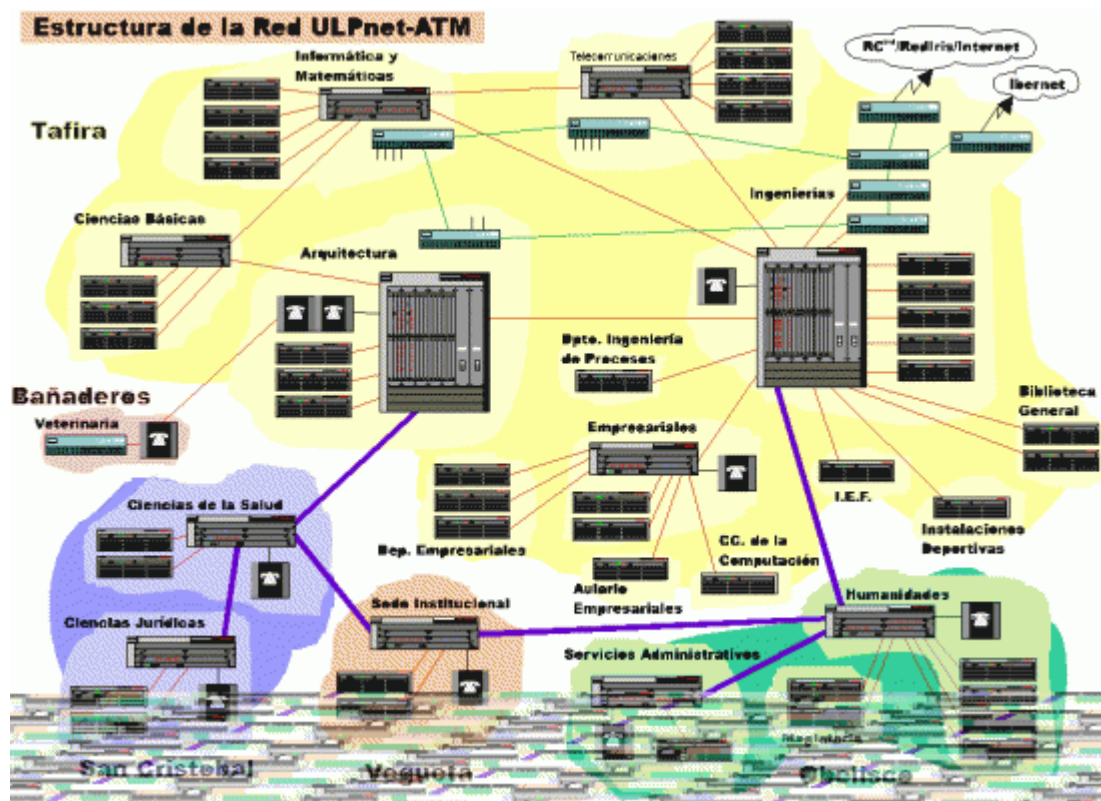 Estructura de la Red ULPnet-ATM
Informática y
Matemáticas
Telecomunicaciones
/RedIris/Internet
Ibernet
Tafira
Ingenierías
Ciencias Básicas
Arquitectura
Dpto. Ingeniería
de Procesos
Bañaderos
Veterinaria
Biblioteca
General
Empresariales
I.E.F.
Instalaciones
Deportivas
Ciencias de la Salud
Dep. Empresariales
CC. de la
Computación
Aulario
Empresariales
Sede Institucional
Humanidades
Ciencias Jurídicas
Servicios Administrativos
San Cristobal
Vegueta
Obelisco